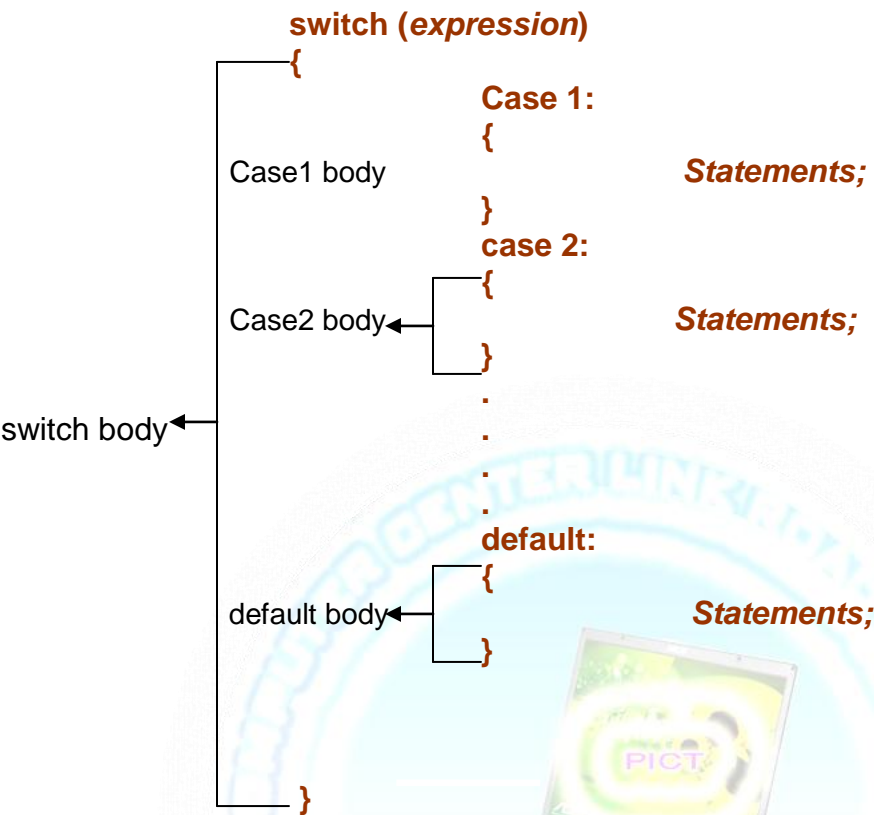 switch (expression)
{
Case 1:
{
Case1 body Statements;
}
case 2:
{
Case2 body Statements;
}
.
.
switch body
.
.
default:
{
default body Statements;
}
PICT
}